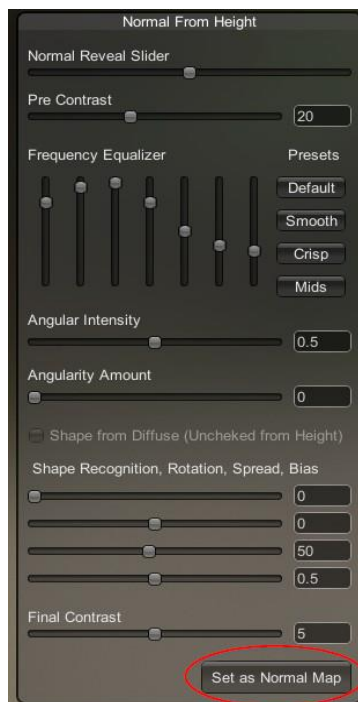 Normal From Height
Normal Reveal Slider
Pre Contrast
20
Frequency Equalizer Presets
Default
Smooth
Crisp
Mids
Angular Intensity
0.5
Angularity Amount
0
Shape from Diffuse (Uncheked from Height)
Shape Recognition, Rotation, Spread, Bias
0
0
50
0.5
Final Contrast
5
Set as Normal Map